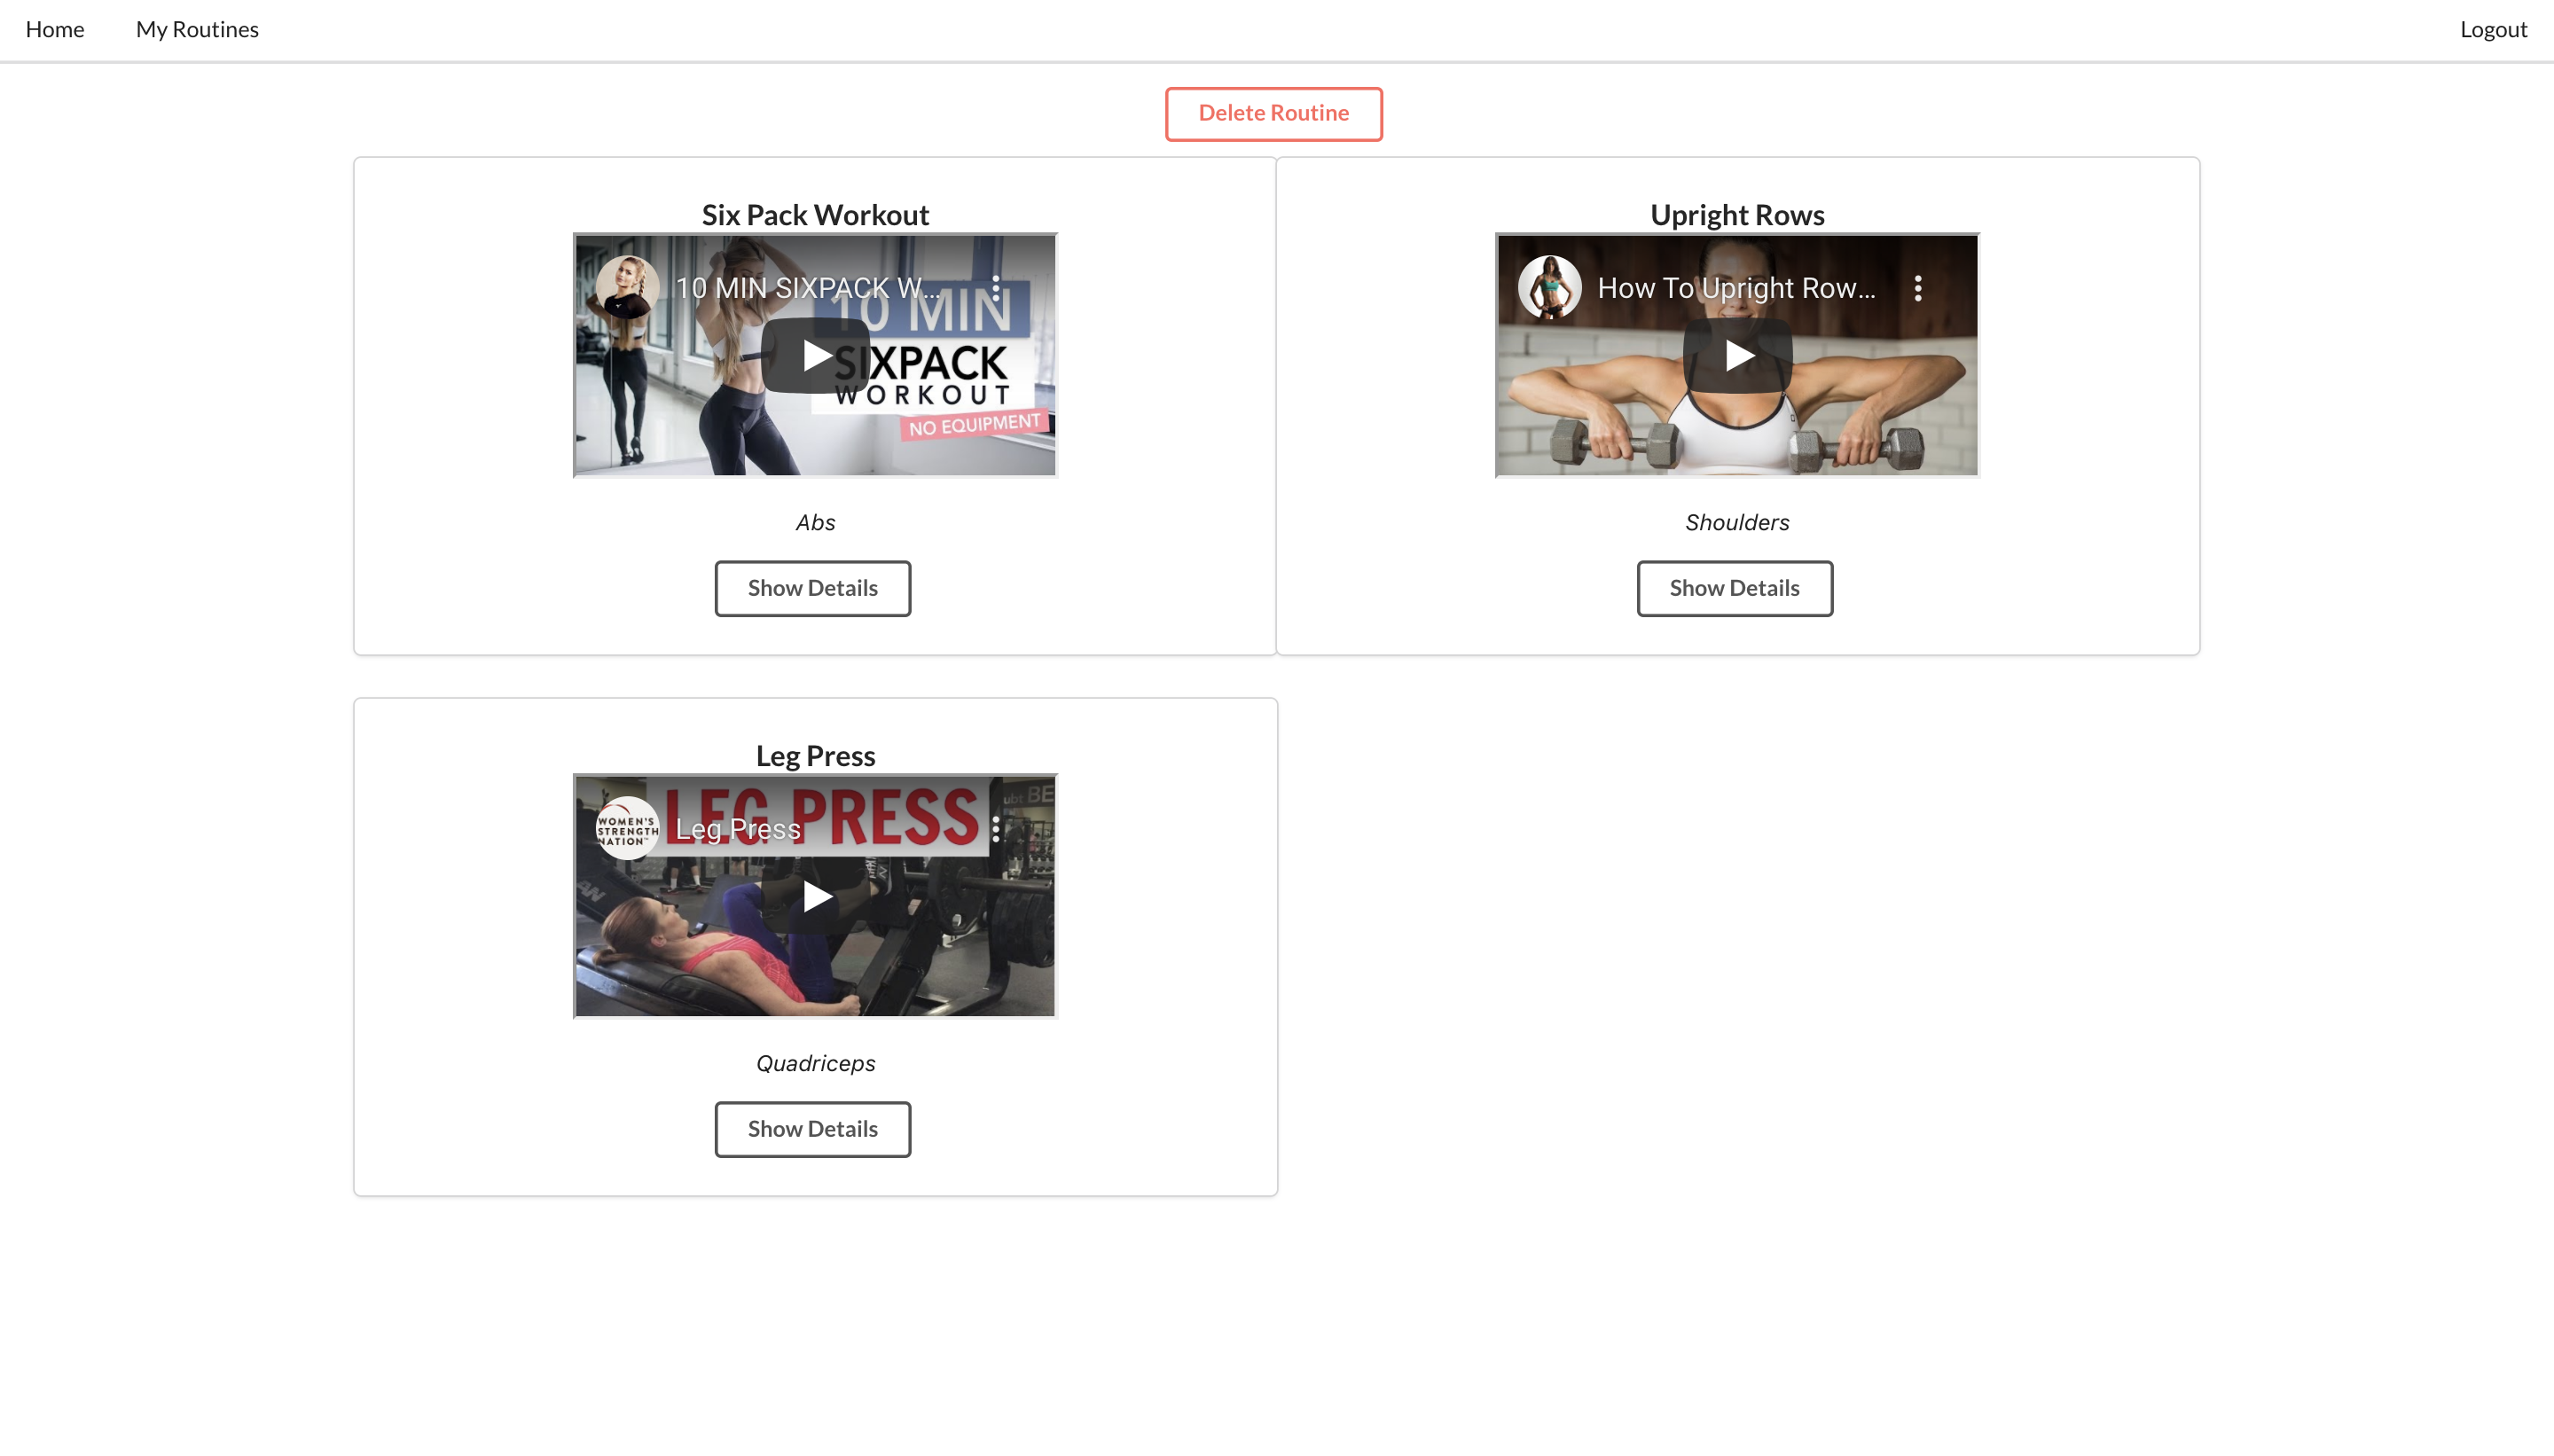 Home My Routines Logout
Delete Routine
Six Pack Workout
10 MIN SIXPACK W...
10 MIN
SIXPACK
WORKOUT
NO EQUIPMENT
Abs
Show Details
Upright Rows
How To Upright Row...
Shoulders
Show Details
Leg Press
LEG PRESS
WOMEN'S
STRENGTH
NATION
Leg Press
Quadriceps
Show Details